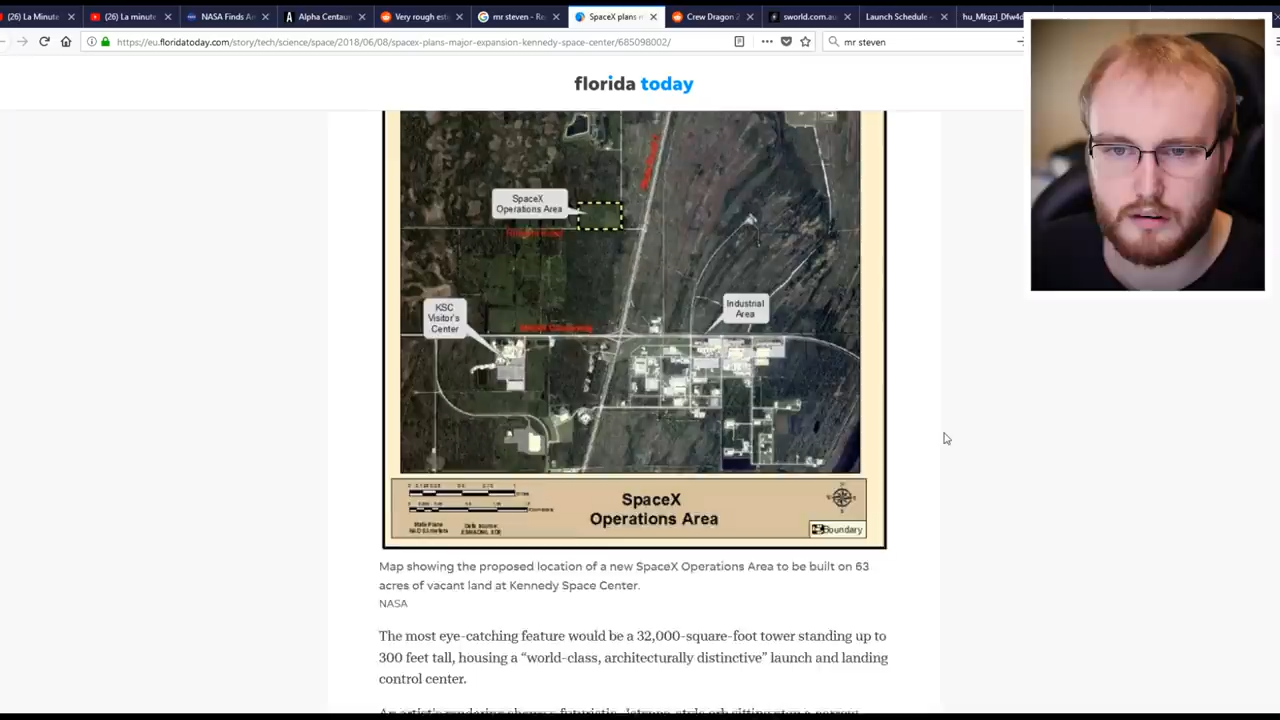 (26) La Minute
(26) La minute
NASA Finds A
Alpha Centau
Very rough esti
mr steven - Re
SpaceX plans
Crew Dragon
sworld.com.au
Launch Schedule
hu_Mkgzl_Dfw4d
https://eu.floridatoday.com/story/tech/science/space/2018/06/08/spacex-plans-major-expansion-kennedy-space-center/685098002/
mr steven
florida today
SpaceX
Operations Area
KSC
Visitor's
Center
Industrial
Area
SpaceX
Operations Area
Boundary
Map showing the proposed location of a new SpaceX Operations Area to be built on 63
acres of vacant land at Kennedy Space Center.
NASA
The most eye-catching feature would be a 32,000-square-foot tower standing up to
300 feet tall, housing a “world-class, architecturally distinctive” launch and landing
control center.